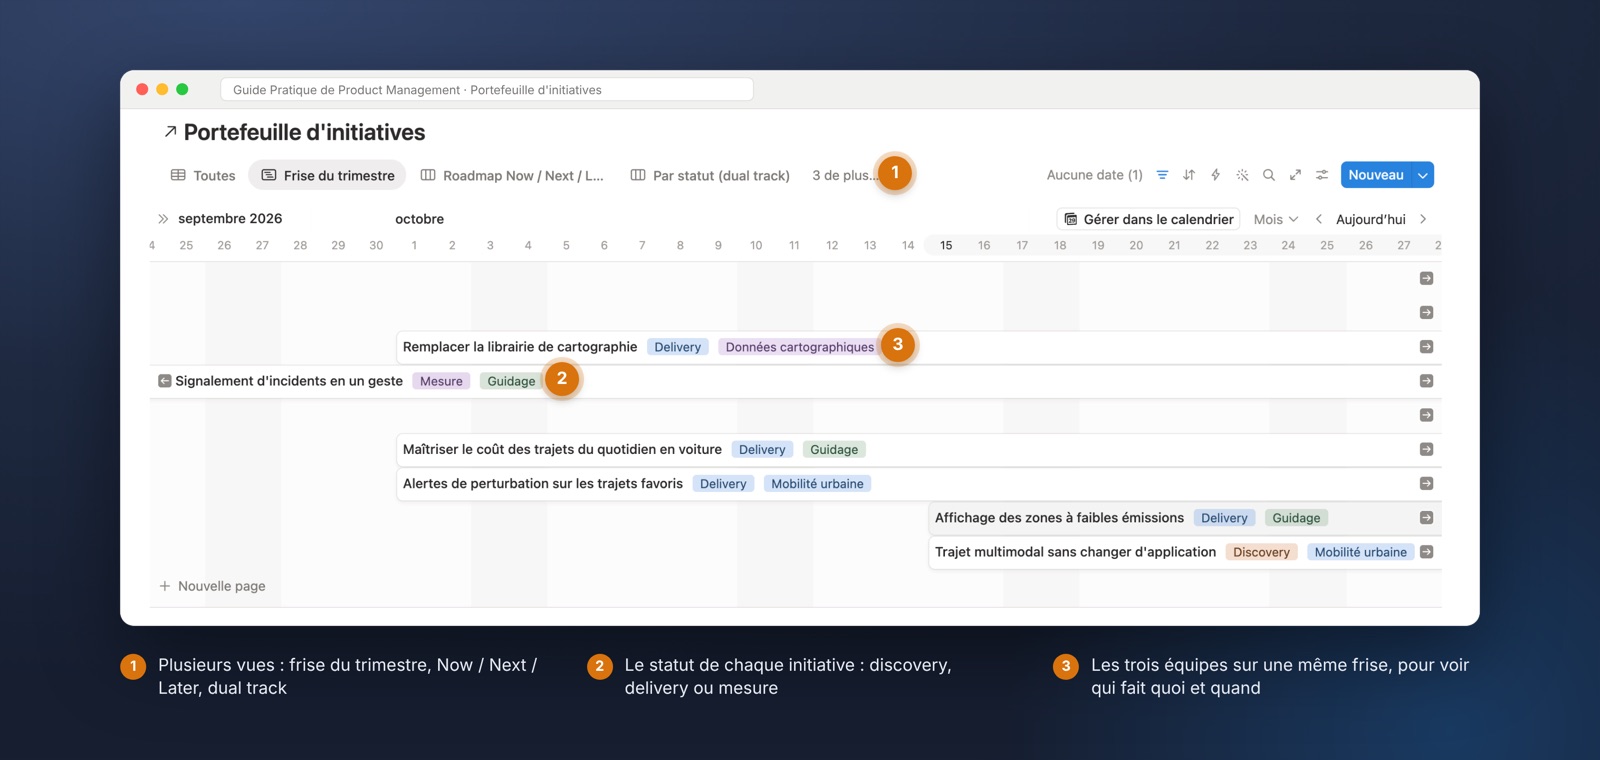 Guide Pratique de Product Management · Portefeuille d'initiatives
Portefeuille d'initiatives
Toutes Frise du trimestre Roadmap Now / Next / L... Par statut (dual track) 3 de plus... 1 Aucune date (1) Nouveau
septembre 2026 octobre Gérer dans le calendrier Mois Aujourd'hui
4 25 26 27 28 29 30 1 2 3 4 5 6 7 8 9 10 11 12 13 14 15 16 17 18 19 20 21 22 23 24 25 26 27 2
Remplacer la librairie de cartographie Delivery Données cartographiques 3
Signalement d'incidents en un geste Mesure Guidage 2
Maîtriser le coût des trajets du quotidien en voiture Delivery Guidage
Alertes de perturbation sur les trajets favoris Delivery Mobilité urbaine
Affichage des zones à faibles émissions Delivery Guidage
Trajet multimodal sans changer d'application Discovery Mobilité urbaine
+ Nouvelle page
1 Plusieurs vues : frise du trimestre, Now / Next /
Later, dual track
2 Le statut de chaque initiative : discovery,
delivery ou mesure
3 Les trois équipes sur une même frise, pour voir
qui fait quoi et quand